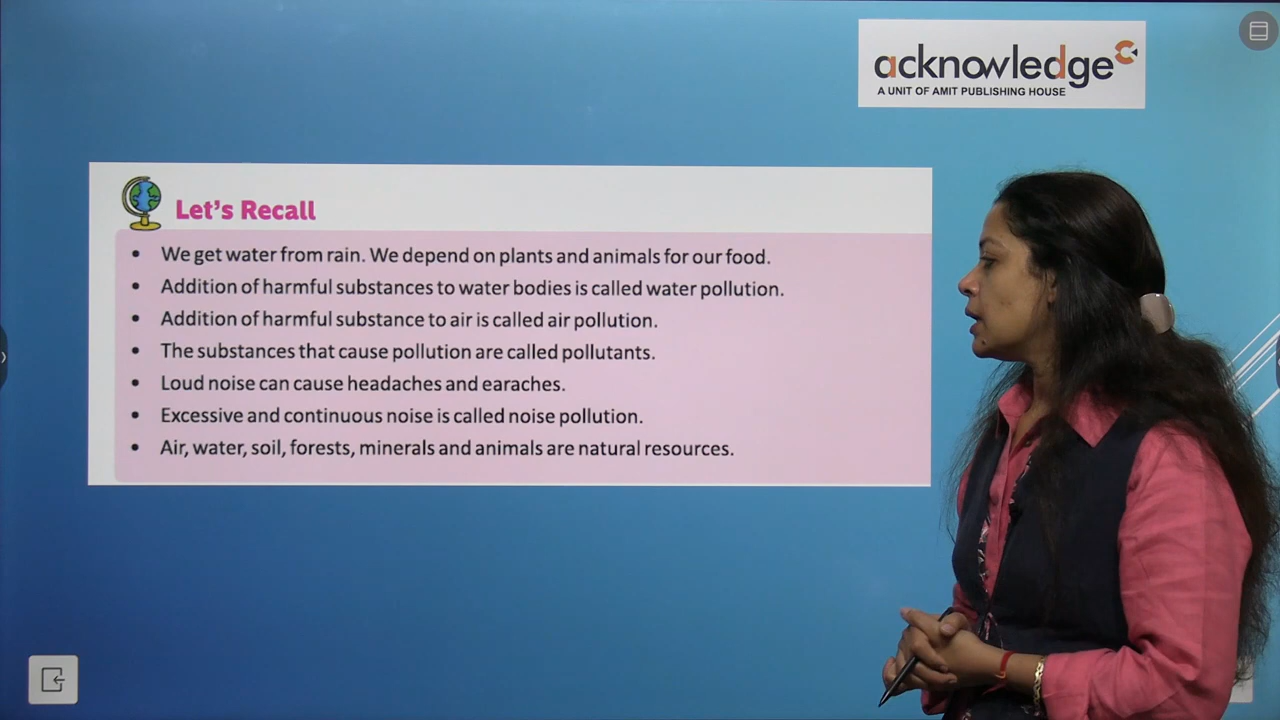 acknowledge
A UNIT OF AMIT PUBLISHING HOUSE
Let's Recall
• We get water from rain. We depend on plants and animals for our food.
• Addition of harmful substances to water bodies is called water pollution.
• Addition of harmful substance to air is called air pollution.
• The substances that cause pollution are called pollutants.
• Loud noise can cause headaches and earaches.
• Excessive and continuous noise is called noise pollution.
• Air, water, soil, forests, minerals and animals are natural resources.